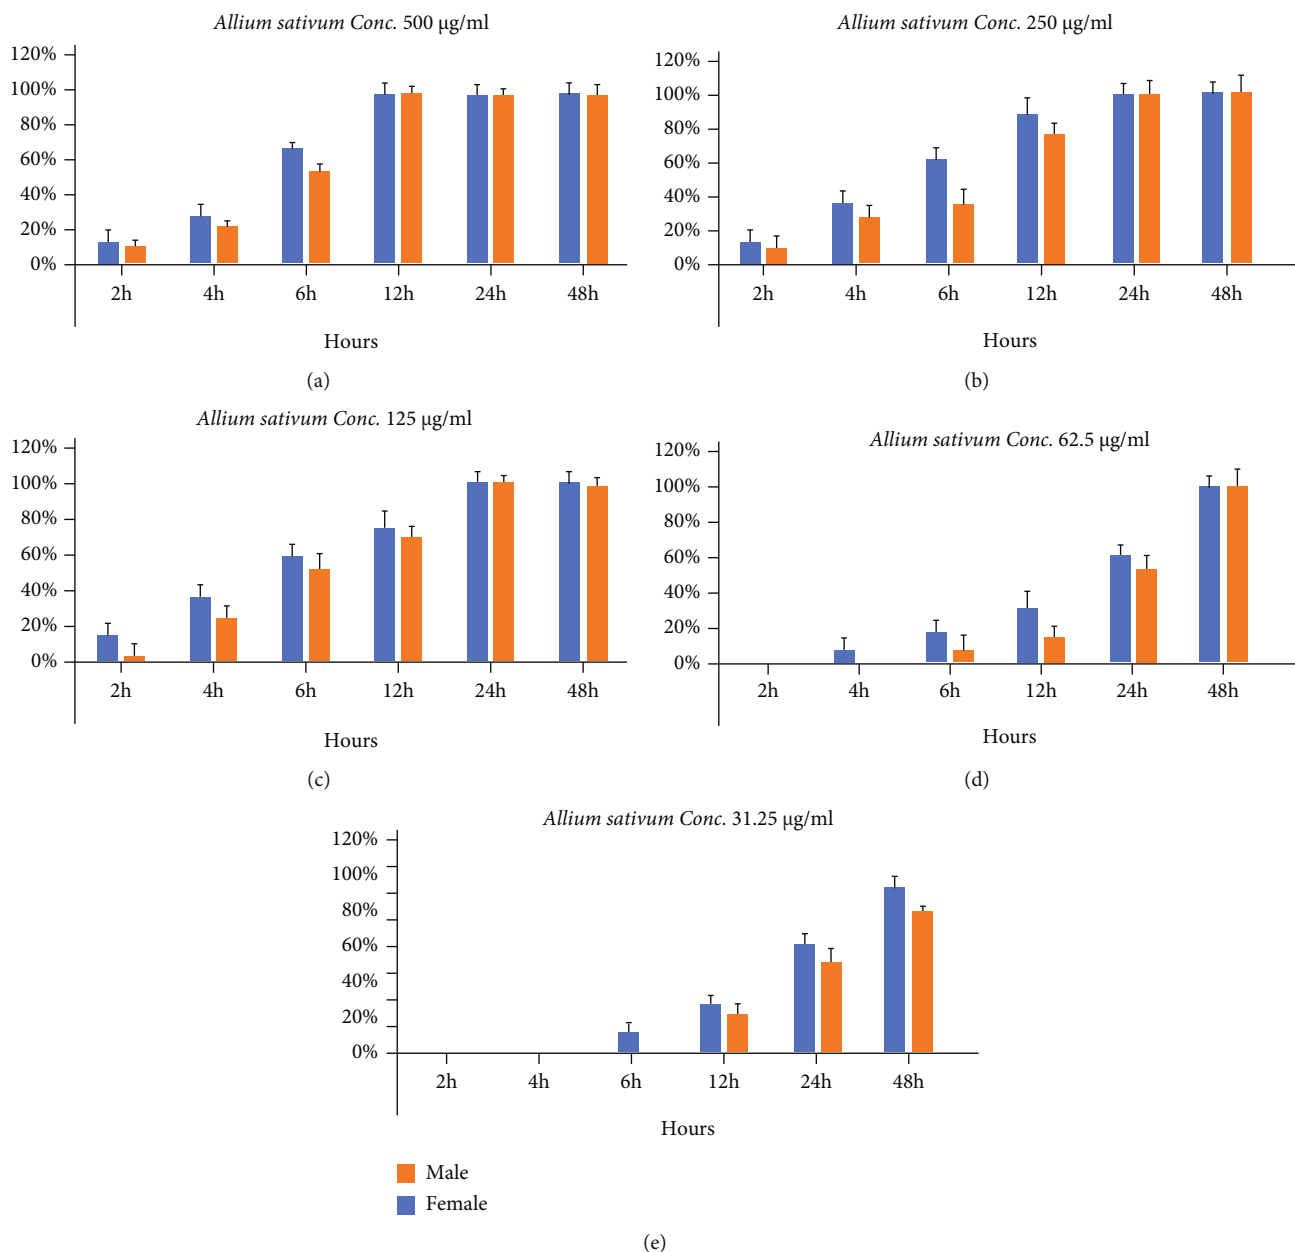 Allium sativum Conc. 500 µg/ml
120%
100%
80%
60%
40%
20%
0%
2h 4h 6h 12h 24h 48h
Hours
(a)
Allium sativum Conc. 250 µg/ml
120%
100%
80%
60%
40%
20%
0%
2h 4h 6h 12h 24h 48h
Hours
(b)
Allium sativum Conc. 125 µg/ml
120%
100%
80%
60%
40%
20%
0%
2h 4h 6h 12h 24h 48h
Hours
(c)
Allium sativum Conc. 62.5 µg/ml
120%
100%
80%
60%
40%
20%
0%
2h 4h 6h 12h 24h 48h
Hours
(d)
Allium sativum Conc. 31.25 µg/ml
120%
100%
80%
60%
40%
20%
0%
2h 4h 6h 12h 24h 48h
Hours
Male
Female
(e)